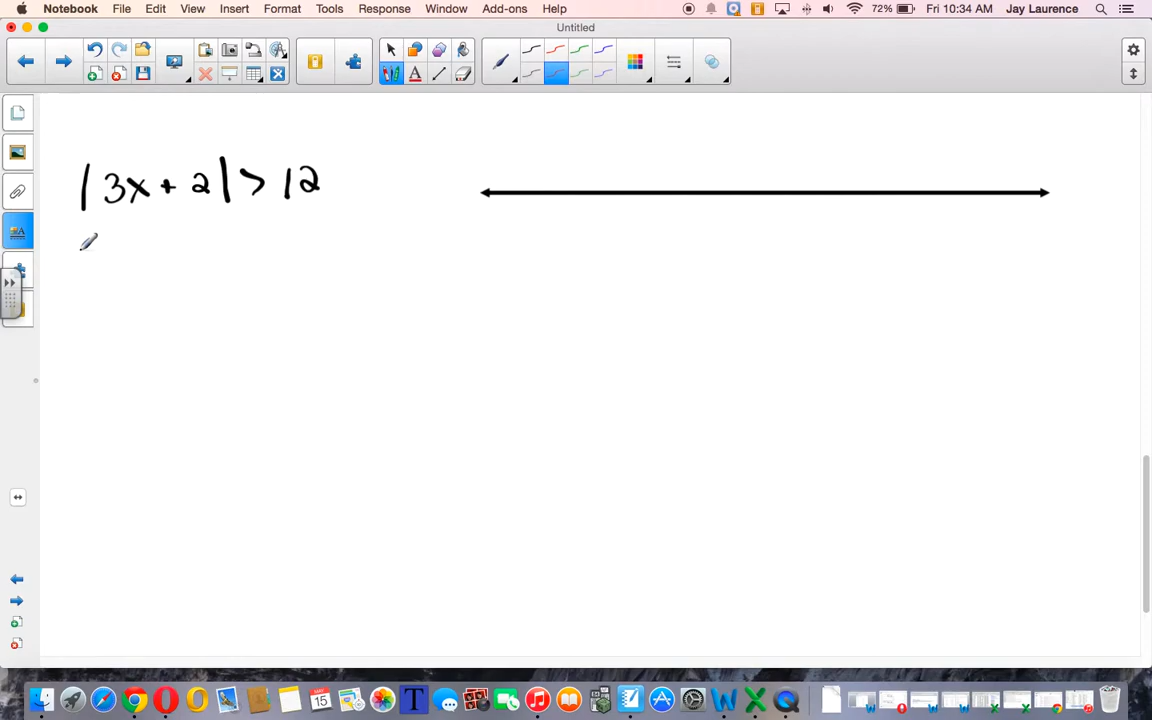 Notebook File Edit View Insert Format Tools Response Window Add-ons Help 72% Fri 10:34 AM Jay Laurence
Untitled
|3x + 2| > 12